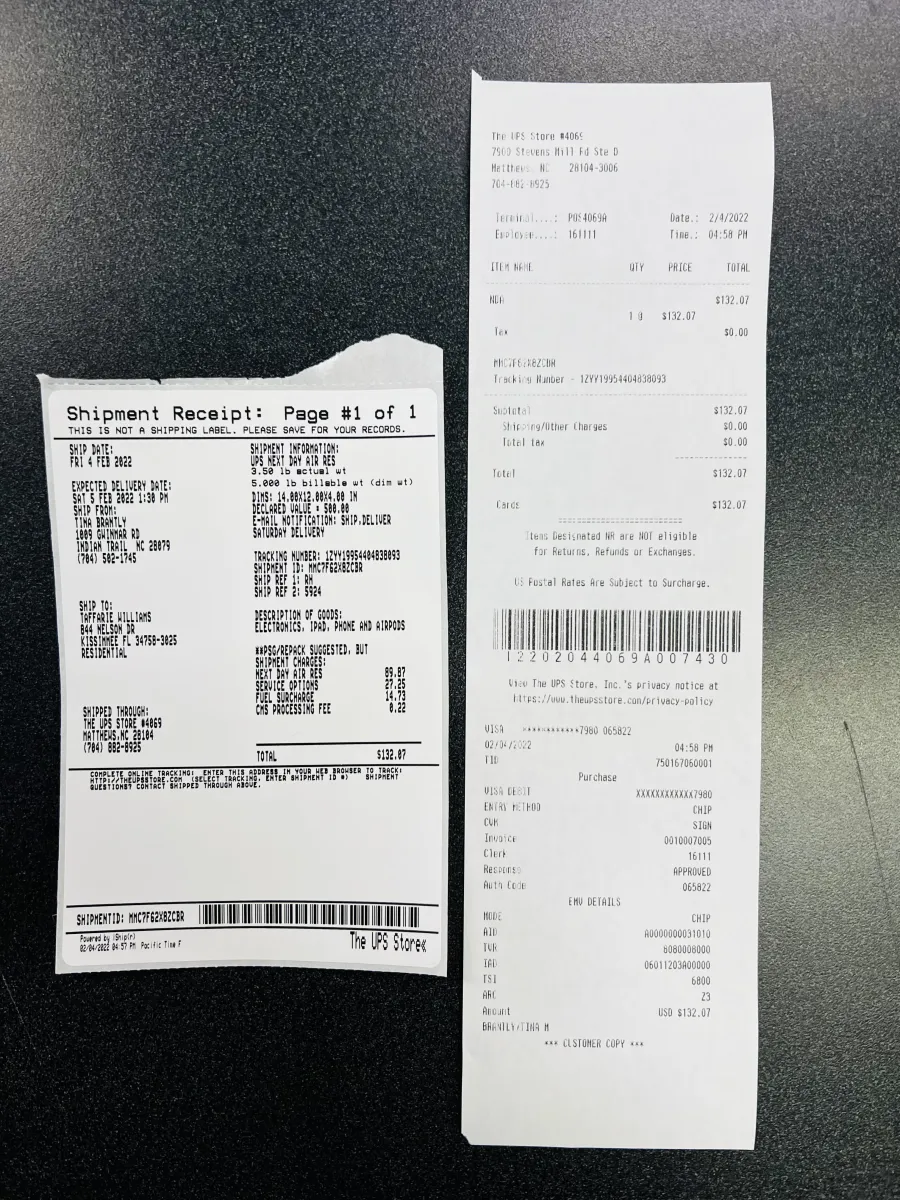 Shipment Receipt: Page #1 of 1
THIS IS NOT A SHIPPING LABEL. PLEASE SAVE FOR YOUR RECORDS.
SHIP DATE:
FRI 4 FEB 2022
EXPECTED DELIVERY DATE:
SAT 5 FEB 2022 1:30 PM
SHIP FROM:
TINA BRANTLY
1009 GWINMAR RD
INDIAN TRAIL NC 28079
(704) 502-1745
SHIP TO:
TAFFARIE WILLIAMS
844 NELSON DR
KISSIMMEE FL 34758-3025
RESIDENTIAL
SHIPPED THROUGH:
THE UPS STORE #4069
MATTHEWS,NC 28104
(704) 882-8925
SHIPMENT INFORMATION:
UPS NEXT DAY AIR RES
3.50 lb actual wt
5.000 lb billable wt (dim wt)
DIMS: 14.00X12.00X4.00 IN
DECLARED VALUE = 500.00
E-MAIL NOTIFICATION: SHIP,DELIVER
SATURDAY DELIVERY
TRACKING NUMBER: 1ZYY19954404838093
SHIPMENT ID: MMC7F62X8ZCBR
SHIP REF 1: RH
SHIP REF 2: 5924
DESCRIPTION OF GOODS:
ELECTRONICS, IPAD, PHONE AND AIRPODS
**PSG/REPACK SUGGESTED, BUT
SHIPMENT CHARGES:
NEXT DAY AIR RES 89.87
SERVICE OPTIONS 27.25
FUEL SURCHARGE 14.73
CMS PROCESSING FEE 0.22
TOTAL $132.07
COMPLETE ONLINE TRACKING: ENTER THIS ADDRESS IN YOUR WEB BROWSER TO TRACK:
HTTP://THEUPSSTORE.COM (SELECT TRACKING, ENTER SHIPMENT ID #) SHIPMENT
QUESTIONS? CONTACT SHIPPED THROUGH ABOVE.
SHIPMENTID: MMC7F62X8ZCBR
Powered by iShip(r)
02/04/2022 04:57 PM Pacific Time F
The UPS Store
The UPS Store #4069
7900 Stevens Mill Rd Ste D
Matthews, NC 28104-3006
704-882-8925
Terminal....: POS4069A Date.: 2/4/2022
Employee....: 161111 Time.: 04:58 PM
ITEM NAME QTY PRICE TOTAL
NDA $132.07
1 @ $132.07
Tax $0.00
MMC7F62X8ZCBR
Tracking Number - 1ZYY19954404838093
Subtotal $132.07
Shipping/Other Charges $0.00
Total tax $0.00
Total $132.07
Cards $132.07
Items Designated NR are NOT eligible
for Returns, Refunds or Exchanges.
US Postal Rates Are Subject to Surcharge.
12202044069A007430
View The UPS Store, Inc.'s privacy notice at
https://www.theupsstore.com/privacy-policy
VISA ************7980 065822
02/04/2022 04:58 PM
TID 750167060001
Purchase
VISA DEBIT XXXXXXXXXXXX7980
ENTRY METHOD CHIP
CVM SIGN
Invoice 0010007005
Clerk 16111
Response APPROVED
Auth Code 065822
EMV DETAILS
MODE CHIP
AID A0000000031010
TVR 8080008000
IAD 06011203A00000
TSI 6800
ARC Z3
Amount USD $132.07
BRANTLY/TINA M
*** CUSTOMER COPY ***